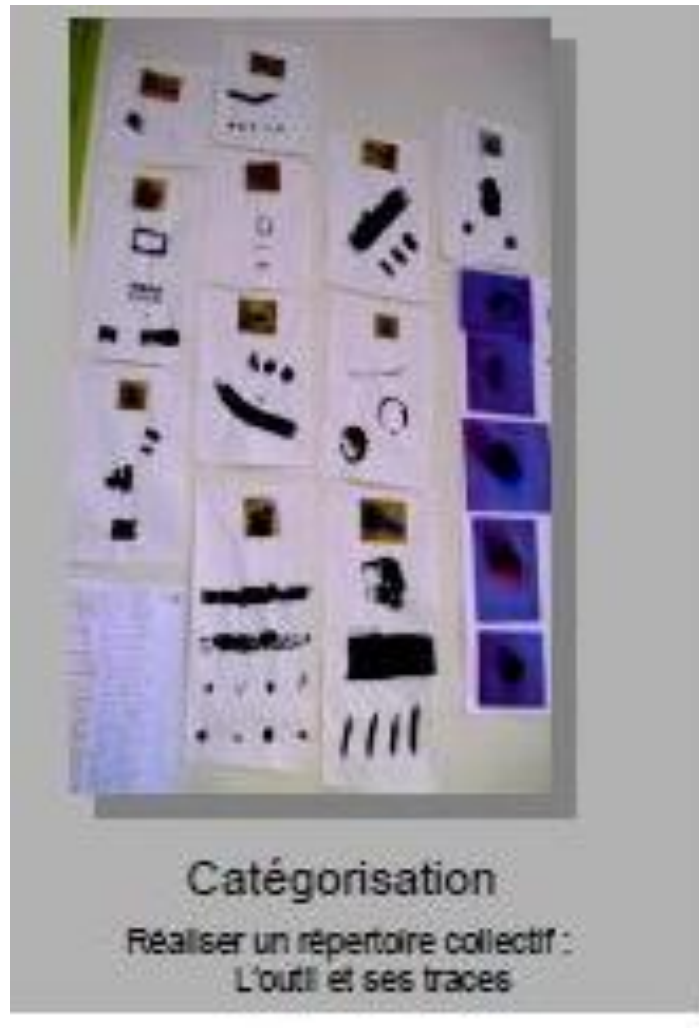 Catégorisation
Réaliser un répertoire collectif :
L'outil et ses traces